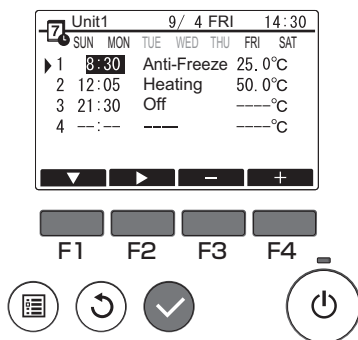 7 Unit1 9/ 4 FRI 14:30
SUN MON TUE WED THU FRI SAT
1 8:30 Anti-Freeze 25.0°C
2 12:05 Heating 50.0°C
3 21:30 Off ----°C
4 --:-- ---- ----°C
− +
F1 F2 F3 F4